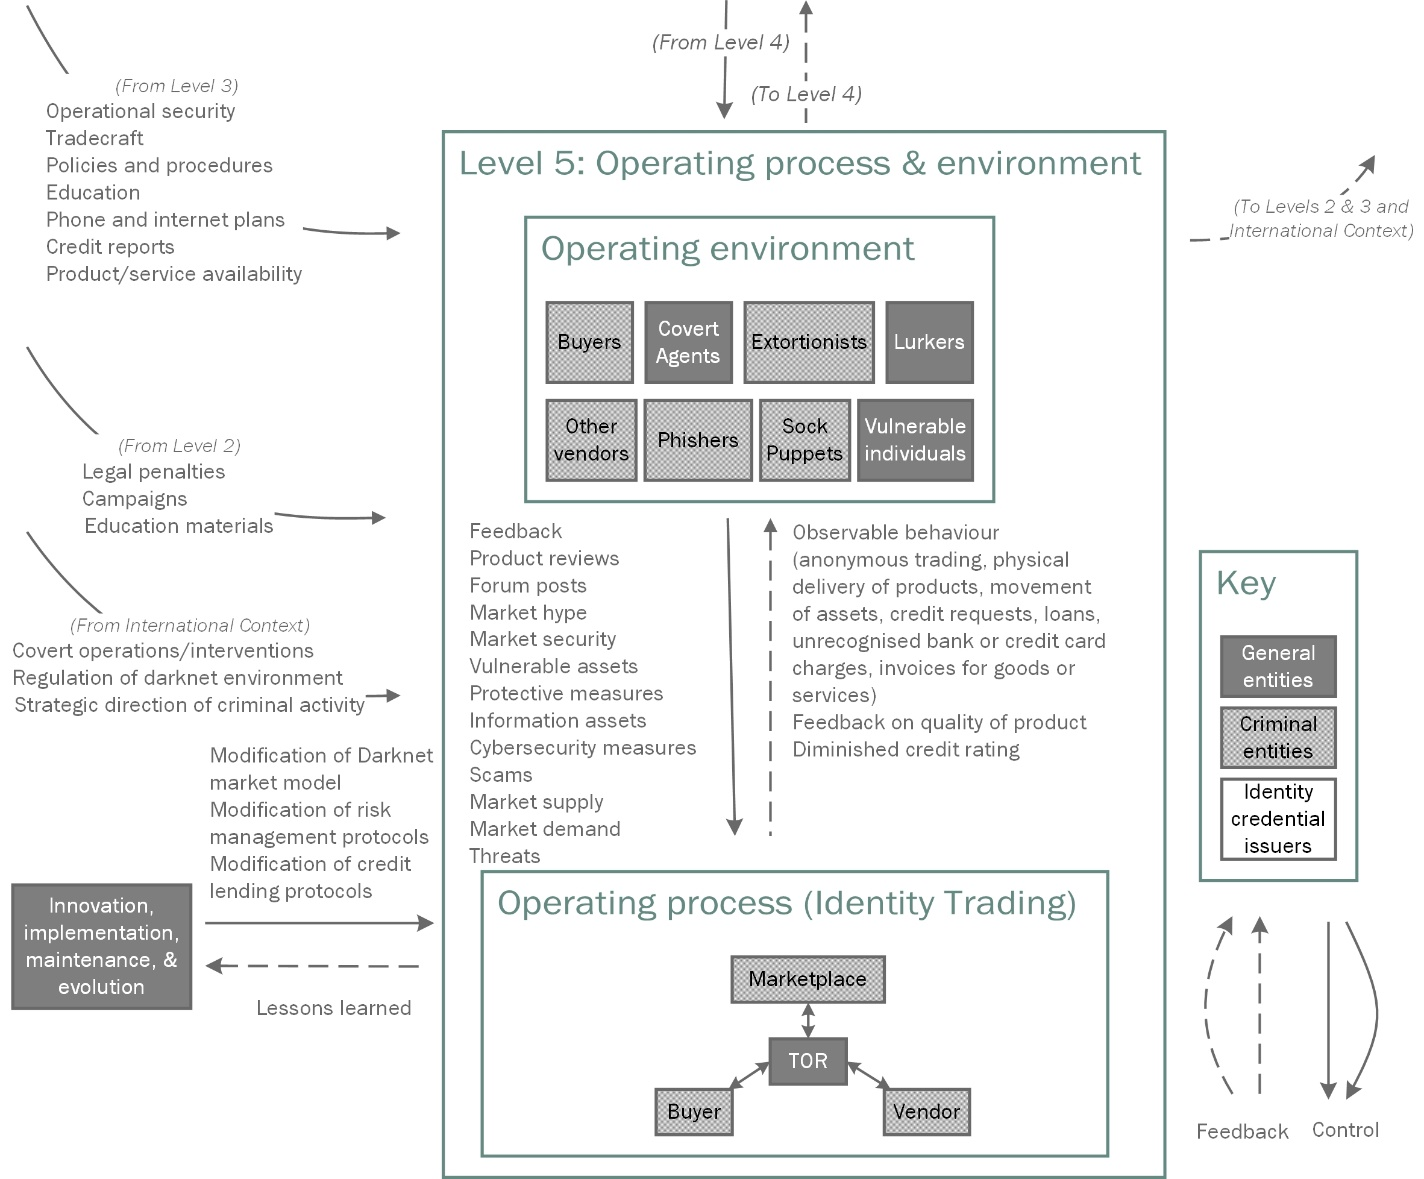 (From Level 4)
(To Level 4)
(From Level 3)
Operational security
Tradecraft
Policies and procedures
Education
Phone and internet plans
Credit reports
Product/service availability
(From Level 2)
Legal penalties
Campaigns
Education materials
(From International Context)
Covert operations/interventions
Regulation of darknet environment
Strategic direction of criminal activity
Modification of Darknet
market model
Modification of risk
management protocols
Modification of credit
lending protocols
Innovation,
implementation,
maintenance, &
evolution
Lessons learned
Level 5: Operating process & environment
Operating environment
Buyers
Covert
Agents
Extortionists
Lurkers
Other
vendors
Phishers
Sock
Puppets
Vulnerable
individuals
Feedback
Product reviews
Forum posts
Market hype
Market security
Vulnerable assets
Protective measures
Information assets
Cybersecurity measures
Scams
Market supply
Market demand
Threats
Observable behaviour
(anonymous trading, physical
delivery of products, movement
of assets, credit requests, loans,
unrecognised bank or credit card
charges, invoices for goods or
services)
Feedback on quality of product
Diminished credit rating
Operating process (Identity Trading)
Marketplace
TOR
Buyer
Vendor
(To Levels 2 & 3 and
International Context)
Key
General
entities
Criminal
entities
Identity
credential
issuers
Feedback
Control